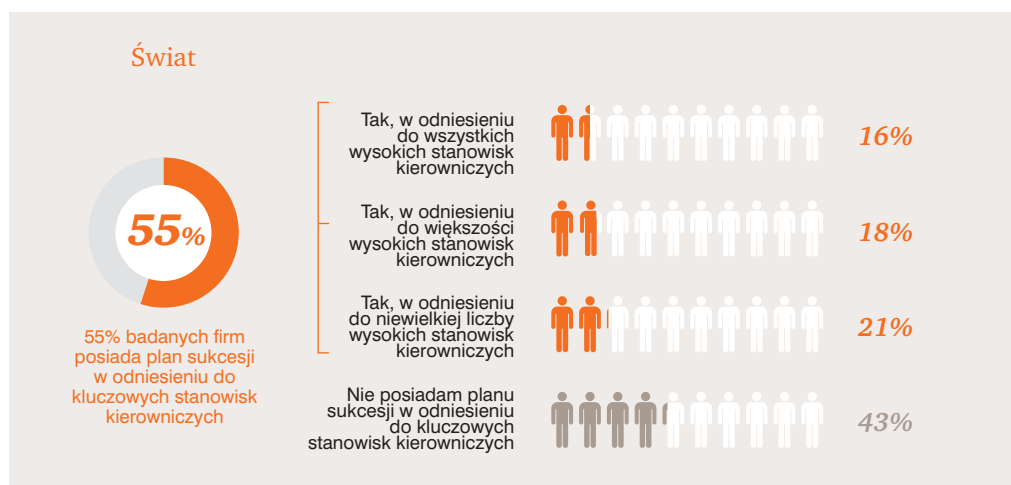 Świat
55%
55% badanych firm
posiada plan sukcesji
w odniesieniu do
kluczowych stanowisk
kierowniczych
Tak, w odniesieniu
do wszystkich
wysokich stanowisk
kierowniczych
16%
Tak, w odniesieniu
do większości
wysokich stanowisk
kierowniczych
18%
Tak, w odniesieniu
do niewielkiej liczby
wysokich stanowisk
kierowniczych
21%
Nie posiadam planu
sukcesji w odniesieniu
do kluczowych
stanowisk kierowniczych
43%